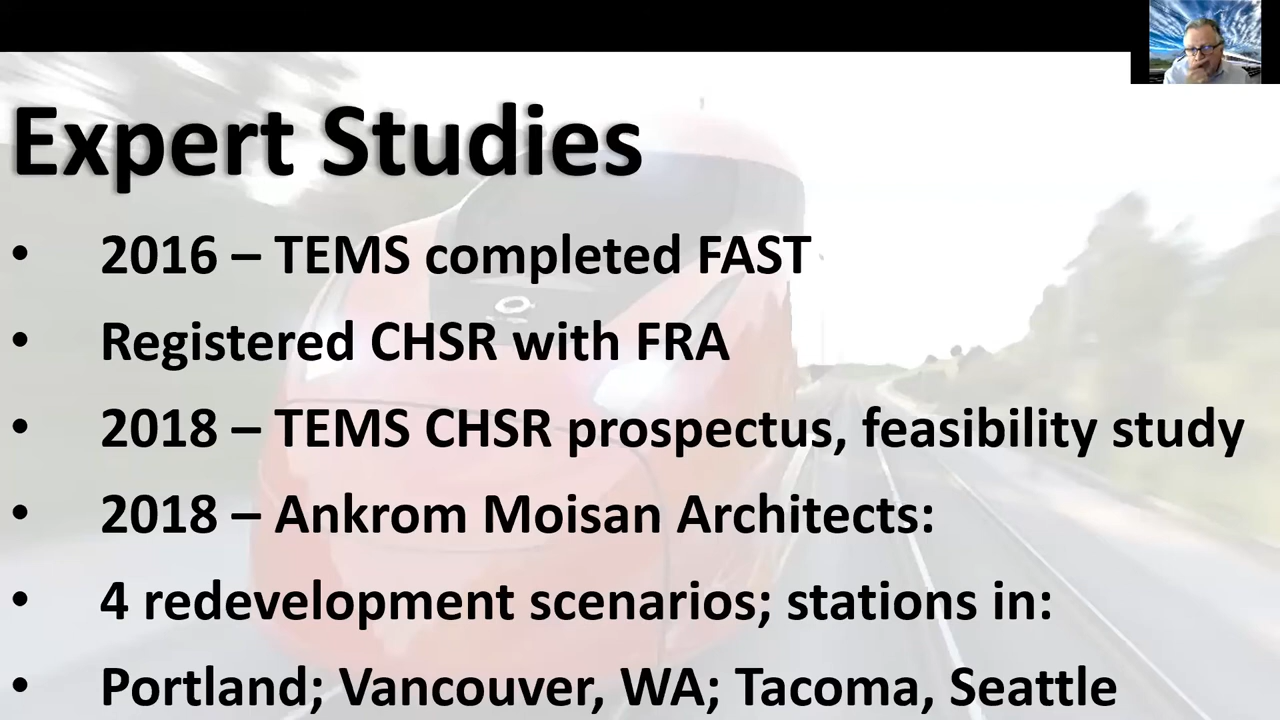 Expert Studies
• 2016 – TEMS completed FAST
• Registered CHSR with FRA
• 2018 – TEMS CHSR prospectus, feasibility study
• 2018 – Ankrom Moisan Architects:
• 4 redevelopment scenarios; stations in:
• Portland; Vancouver, WA; Tacoma, Seattle